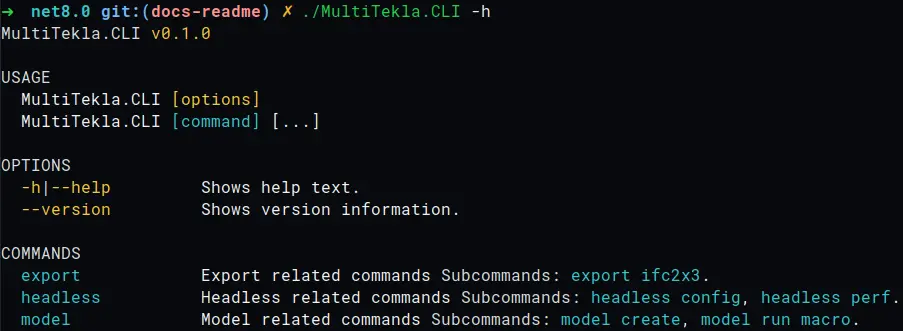 ➜ net8.0 git:(docs-readme) ✗ ./MultiTekla.CLI -h
MultiTekla.CLI v0.1.0
USAGE
MultiTekla.CLI [options]
MultiTekla.CLI [command] [...]
OPTIONS
-h|--help Shows help text.
--version Shows version information.
COMMANDS
export Export related commands Subcommands: export ifc2x3.
headless Headless related commands Subcommands: headless config, headless perf.
model Model related commands Subcommands: model create, model run macro.